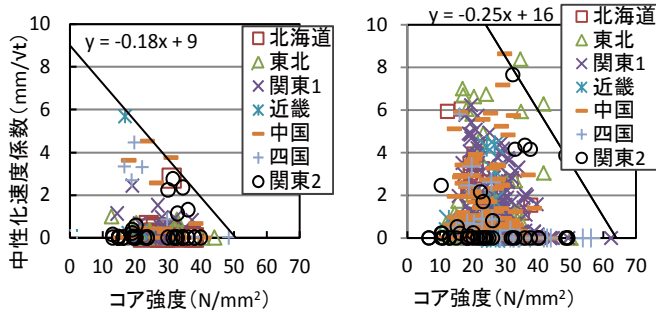 中性化速度係数(mm/√t)
10
8
6
4
2
0
y = -0.18x + 9
北海道
東北
関東1
近畿
中国
四国
関東2
0 10 20 30 40 50 60 70
コア強度(N/mm²)
10
8
6
4
2
0
y = -0.25x + 16
北海道
東北
関東1
近畿
中国
四国
関東2
0 10 20 30 40 50 60 70
コア強度(N/mm²)